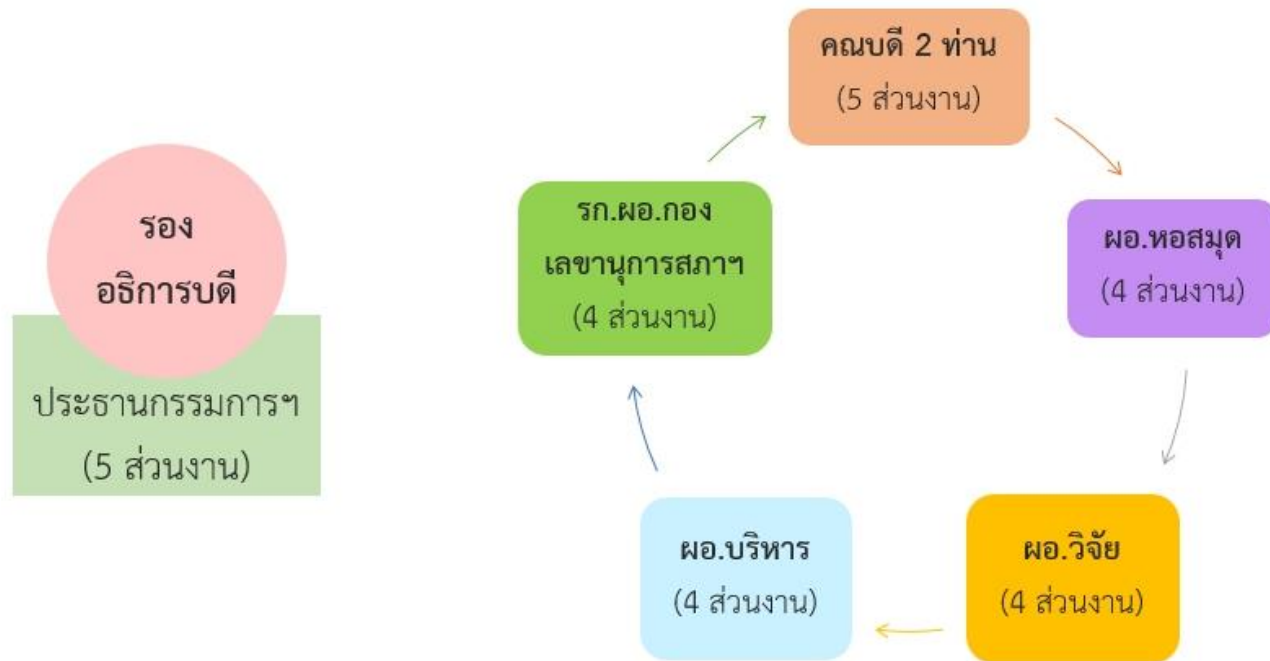 รอง
อธิการบดี
ประธานกรรมการฯ
(5 ส่วนงาน)
คณบดี 2 ท่าน
(5 ส่วนงาน)
ผอ.หอสมุด
(4 ส่วนงาน)
ผอ.วิจัย
(4 ส่วนงาน)
ผอ.บริหาร
(4 ส่วนงาน)
รก.ผอ.กอง
เลขานุการสภาฯ
(4 ส่วนงาน)